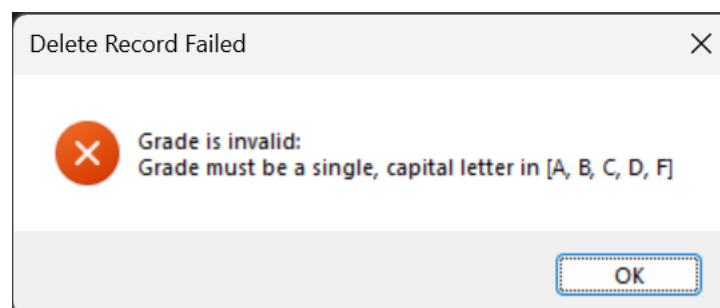 Delete Record Failed
Grade is invalid:
Grade must be a single, capital letter in [A, B, C, D, F]
OK